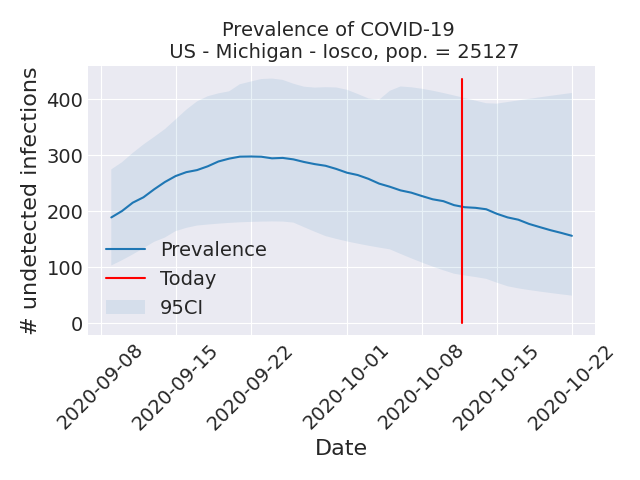 Prevalence of COVID-19
US - Michigan - Iosco, pop. = 25127
# undetected infections
400
300
200
100
0
Prevalence
Today
95CI
2020-09-08
2020-09-15
2020-09-22
2020-10-01
2020-10-08
2020-10-15
2020-10-22
Date